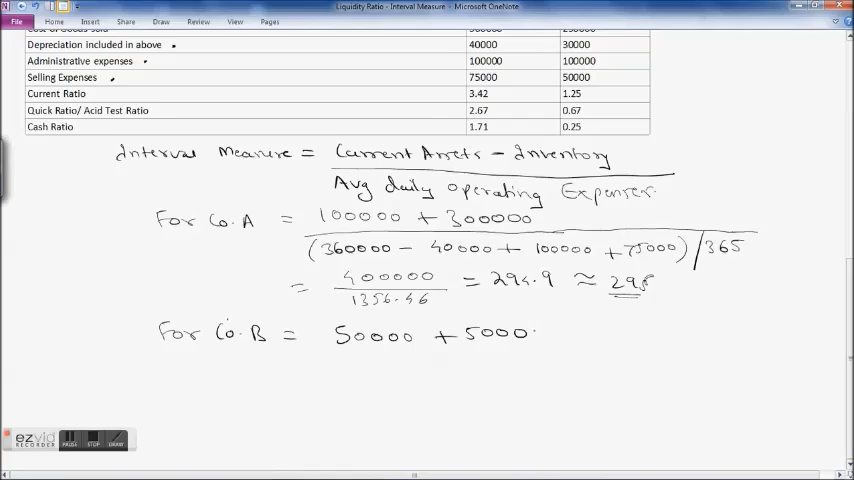 Liquidity Ratio - Interval Measure - Microsoft OneNote
File Home Insert Share Draw Review View Pages
Depreciation included in above 40000 30000
Administrative expenses 100000 100000
Selling Expenses 75000 50000
Current Ratio 3.42 1.25
Quick Ratio/ Acid Test Ratio 2.67 0.67
Cash Ratio 1.71 0.25
Interval Measure = Current Assets - Inventory
Avg daily operating Expenses
For Co.A = 100000 + 300000
(360000 - 40000 + 100000 + 75000) / 365
= 400000 = 294.9 ≈ 295
1356.46
For Co.B = 50000 + 5000
ezvid
RECORDER
PAUSE STOP DRAW